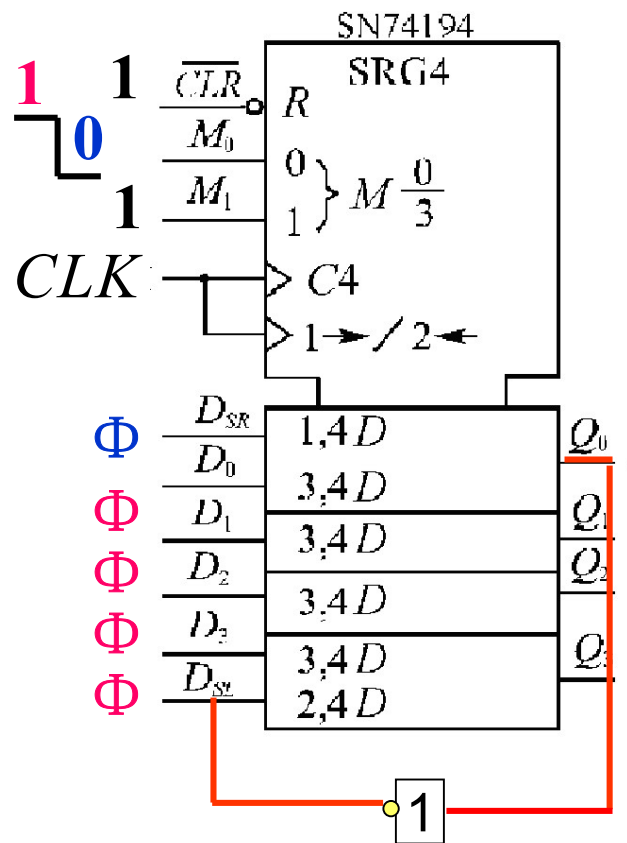 SN74194
SRG4
1 1 CLR R
0 M₀ 0
1 M₁ 1 } M 0/3
CLK C4
1→/2←
Φ D_SR 1,4D Q₀
D₀ 3,4D
Φ D₁ 3,4D Q₁
Φ D₂ 3,4D Q₂
Φ D₃ 3,4D Q₃
Φ D_SL 2,4D
1